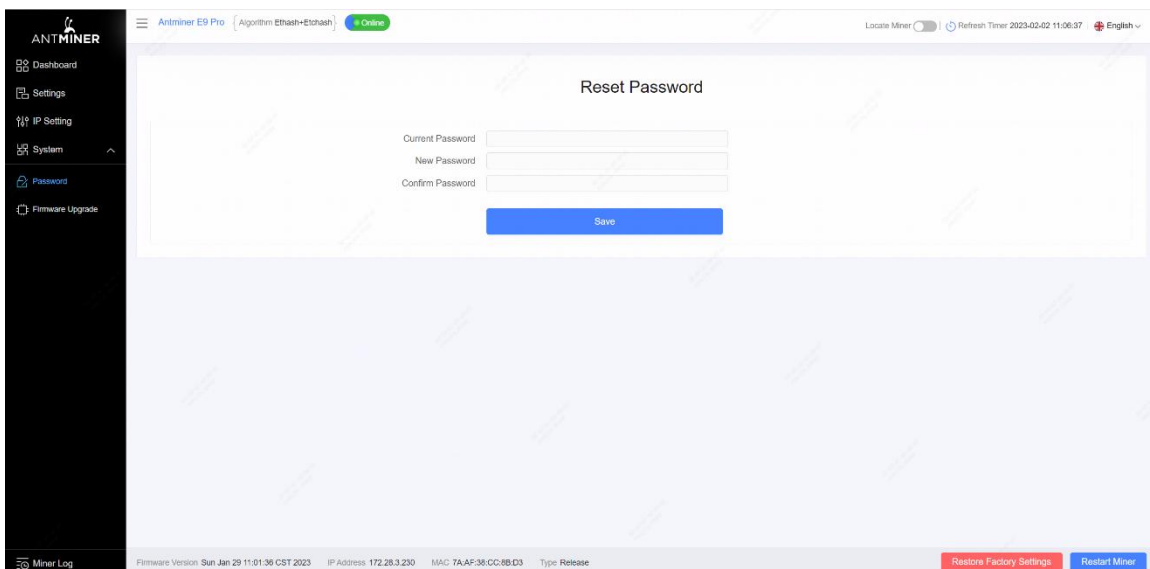 ANTMINER
Antminer E9 Pro { Algorithm Ethash+Etchash } Online
Locate Miner Refresh Timer 2023-02-02 11:06:37 English
Dashboard
Settings
IP Setting
System
Password
Firmware Upgrade
Reset Password
Current Password
New Password
Confirm Password
Save
Miner Log
Firmware Version Sun Jan 29 11:01:36 CST 2023 IP Address 172.28.3.230 MAC 7A:AF:38:CC:8B:D3 Type Release
Restore Factory Settings Restart Miner